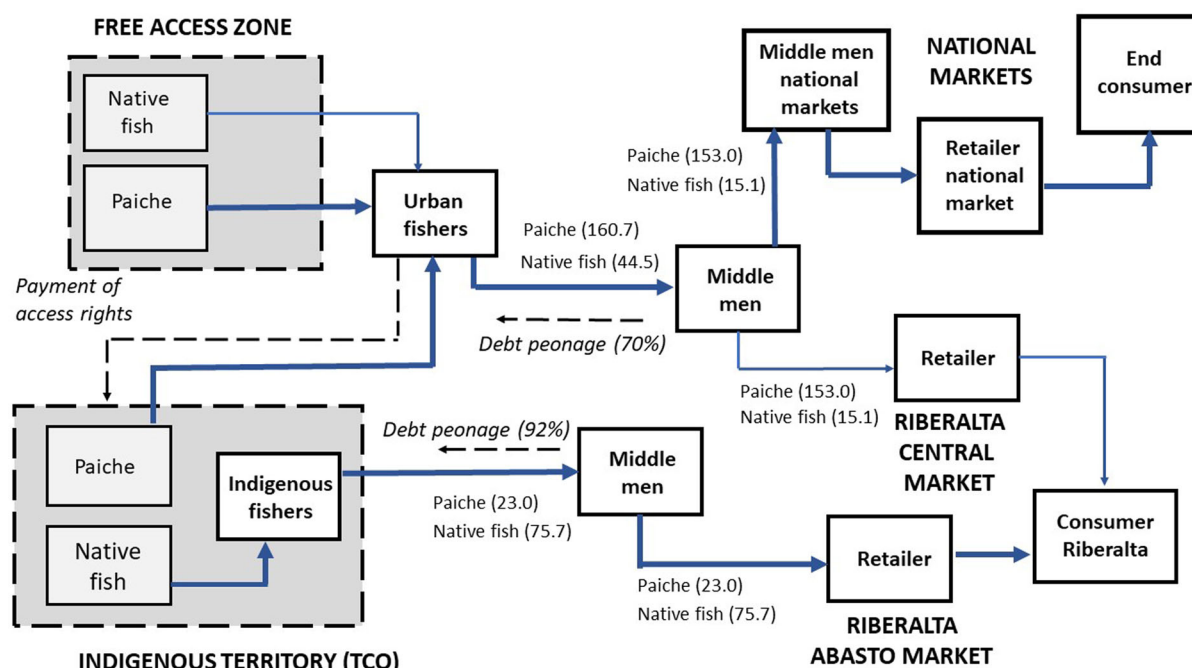 FREE ACCESS ZONE
Native
fish
Paiche
Urban
fishers
Payment of
access rights
Paiche (160.7)
Native fish (44.5)
Debt peonage (70%)
Middle
men
Paiche (153.0)
Native fish (15.1)
Middle men
national
markets
NATIONAL
MARKETS
Retailer
national
market
End
consumer
Paiche (153.0)
Native fish (15.1)
Retailer
RIBERALTA
CENTRAL
MARKET
Paiche
Native
fish
Indigenous
fishers
INDIGENOUS TERRITORY (TCO)
Debt peonage (92%)
Paiche (23.0)
Native fish (75.7)
Middle
men
Paiche (23.0)
Native fish (75.7)
Retailer
RIBERALTA
ABASTO MARKET
Consumer
Riberalta